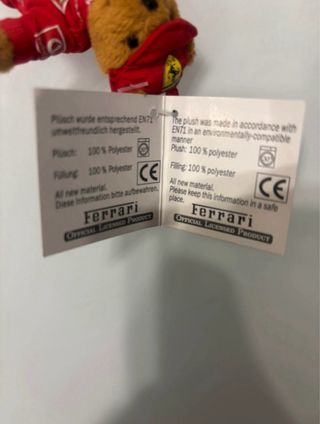 Plüsch wurde entsprechend EN71
umweltfreundlich hergestellt.
Plüsch: 100 % Polyester
Füllung: 100 % Polyester
CE
All new material.
Diese Information bitte aufbewahren.
Ferrari
OFFICIAL LICENSED PRODUCT
The plush was made in accordance with
EN71 in an environmentally-compatible
manner
Plush: 100 % polyester
Filling: 100 % polyester
CE
All new material.
Please keep this information in a safe
place.
Ferrari
OFFICIAL LICENSED PRODUCT